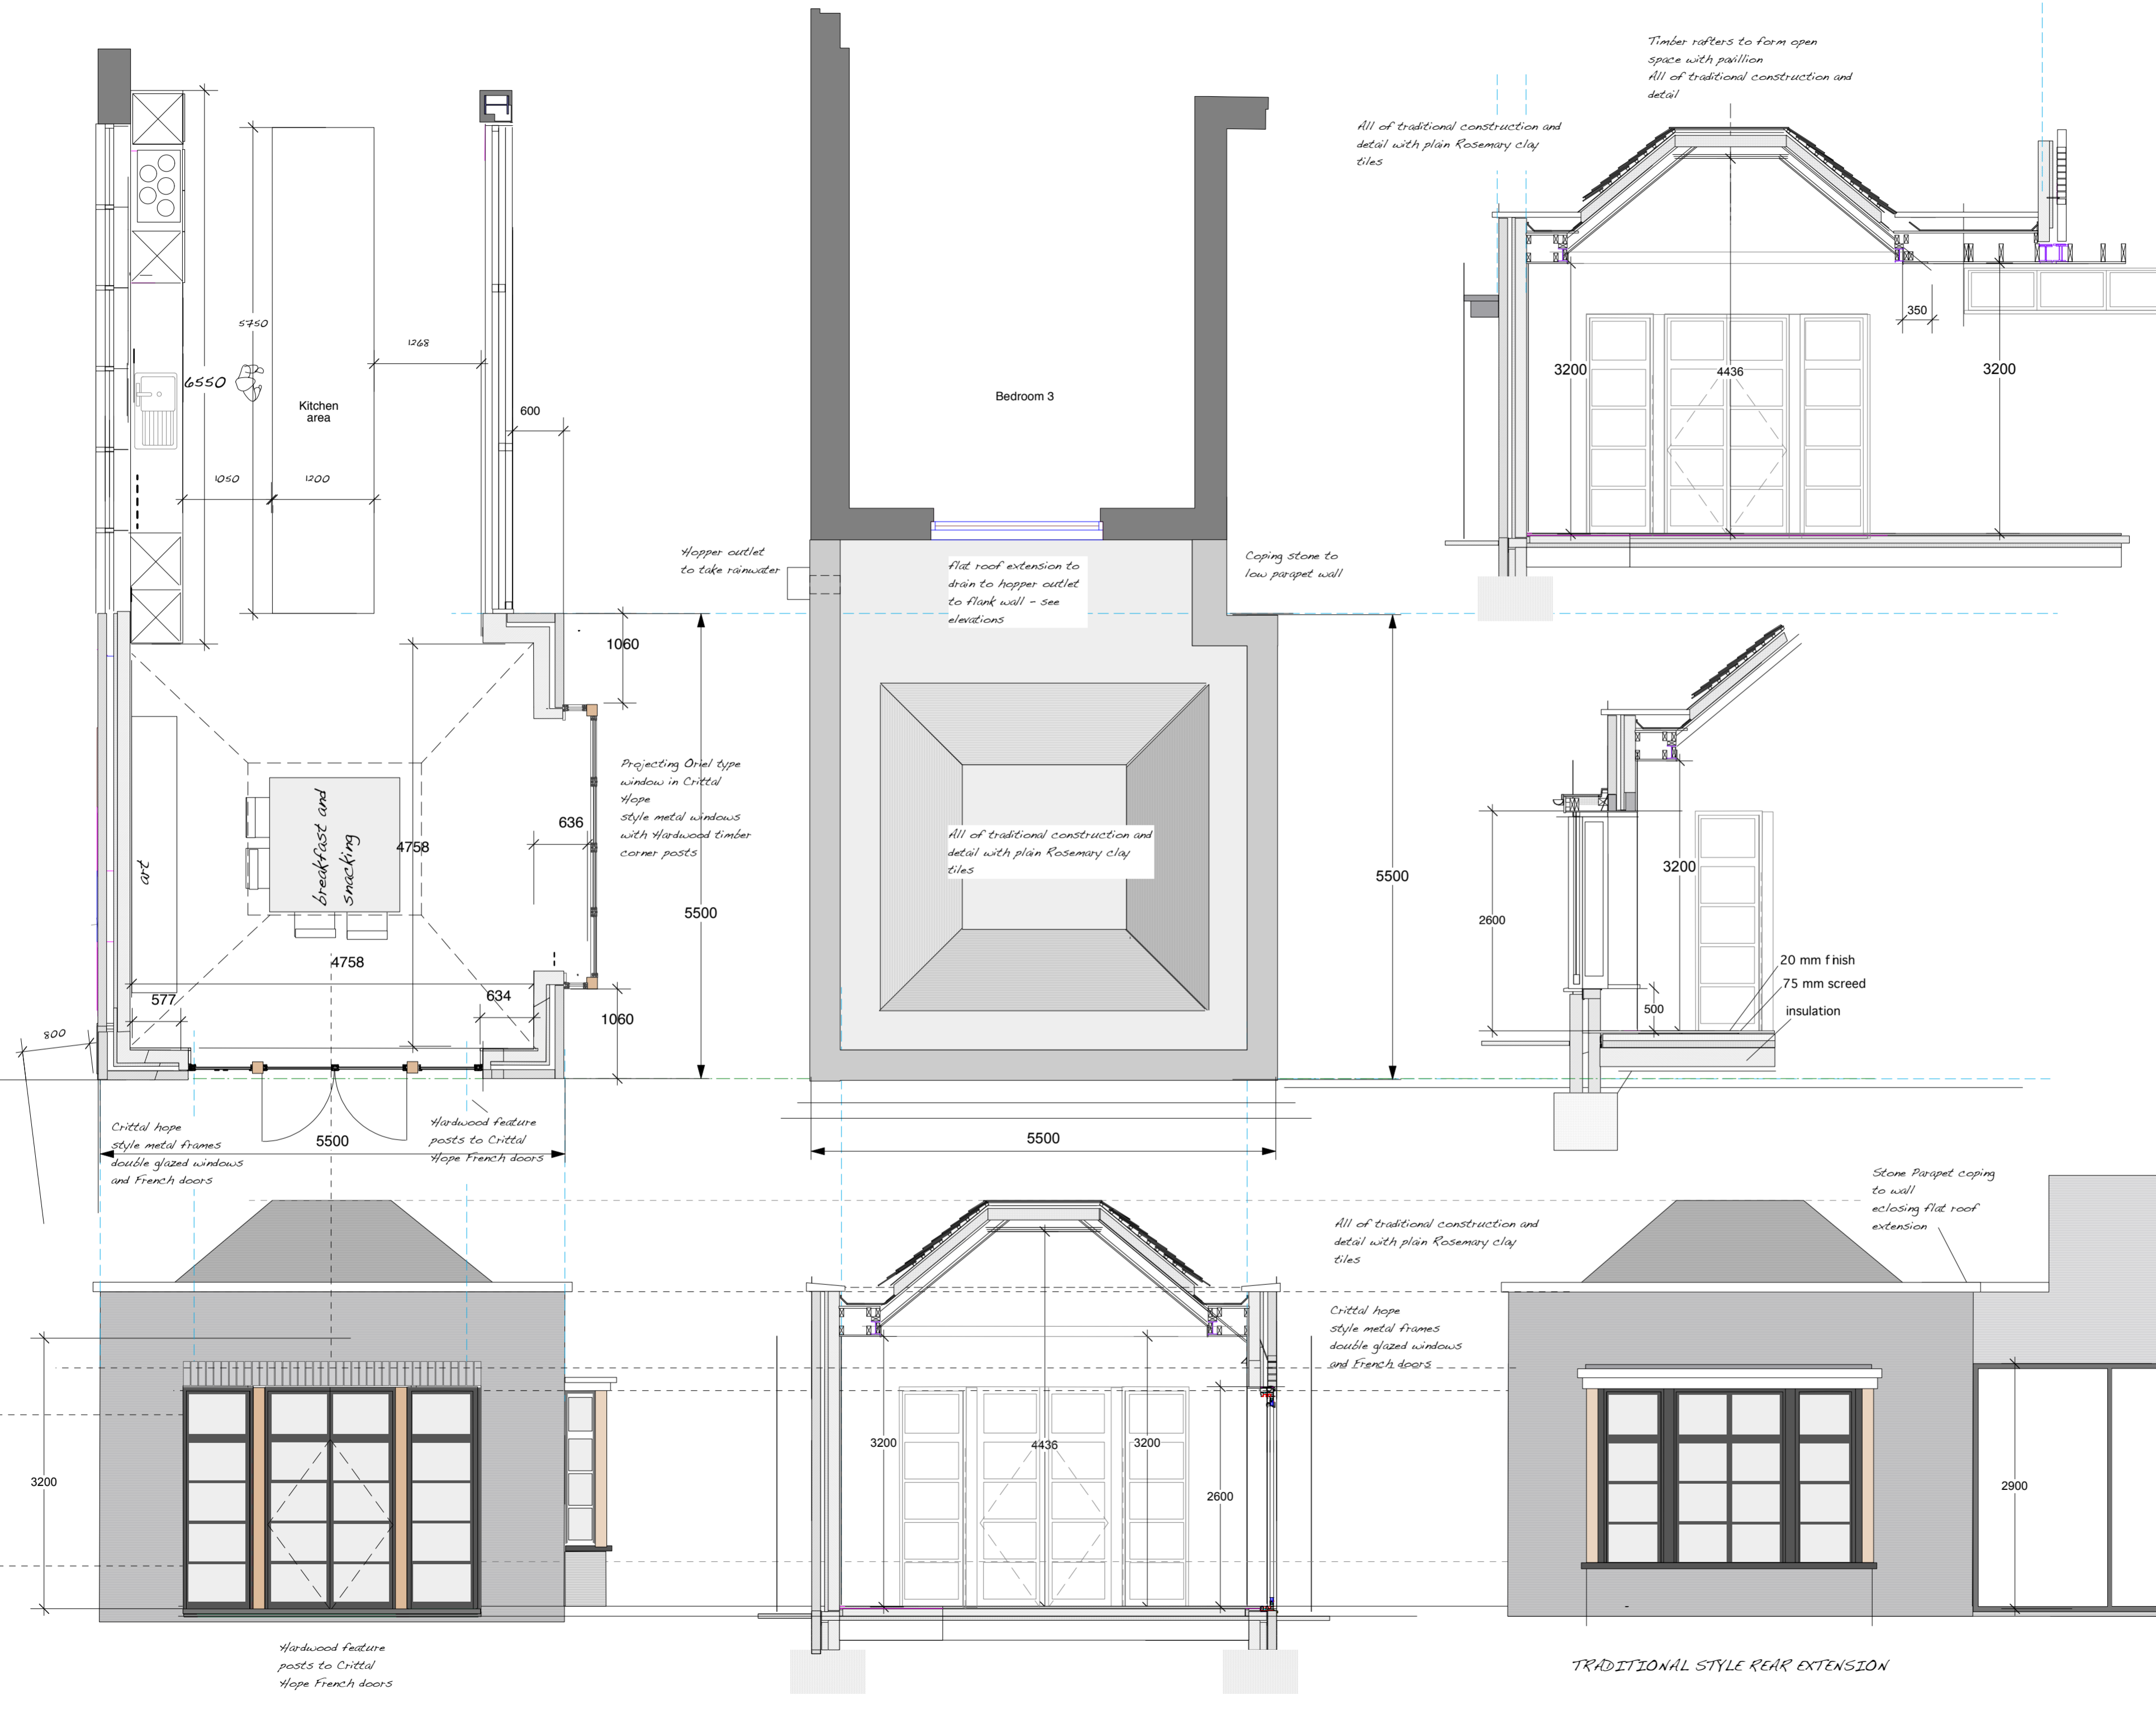 Timber rafters to form open
space with pavillion
All of traditional construction and
detail
All of traditional construction and
detail with plain Rosemary clay
tiles
350
3200
4436
3200
5750
1268
6550
Kitchen
area
600
1050
1200
Bedroom 3
Hopper outlet
to take rainwater
flat roof extension to
drain to hopper outlet
to flank wall - see
elevations
Coping stone to
low parapet wall
1060
Projecting Oriel type
window in Crittal
Hope
style metal windows
with Hardwood timber
corner posts
636
4758
breakfast and
snacking
art
All of traditional construction and
detail with plain Rosemary clay
tiles
5500
5500
4758
577
634
1060
800
3200
2600
500
20 mm finish
75 mm screed
insulation
Crittal hope
style metal frames
double glazed windows
and French doors
5500
Hardwood feature
posts to Crittal
Hope French doors
5500
Stone Parapet coping
to wall
eclosing flat roof
extension
All of traditional construction and
detail with plain Rosemary clay
tiles
Crittal hope
style metal frames
double glazed windows
and French doors
3200
3200
4436
3200
2600
2900
Hardwood feature
posts to Crittal
Hope French doors
TRADITIONAL STYLE REAR EXTENSION